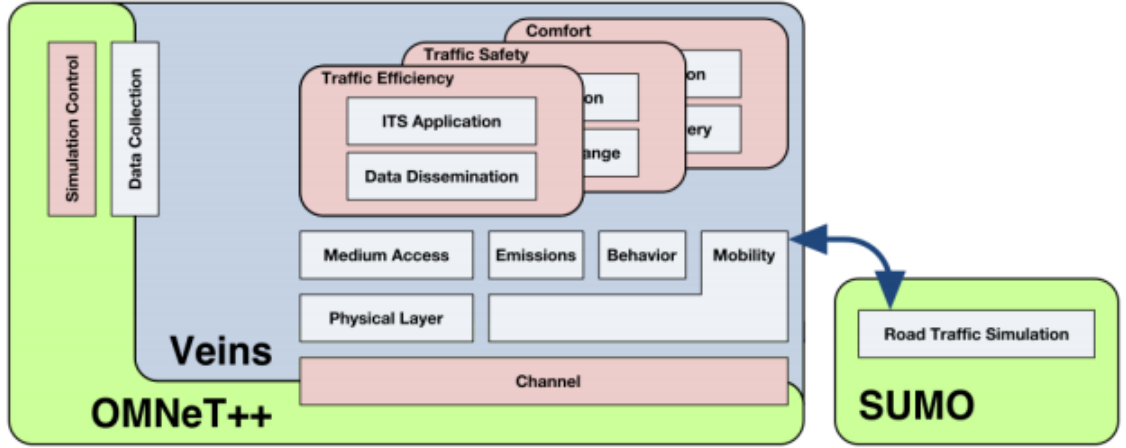 Comfort
Traffic Safety
Traffic Efficiency
Simulation Control
Data Collection
ITS Application
Data Dissemination
Medium Access
Emissions
Behavior
Mobility
Physical Layer
Road Traffic Simulation
Veins
Channel
OMNeT++
SUMO